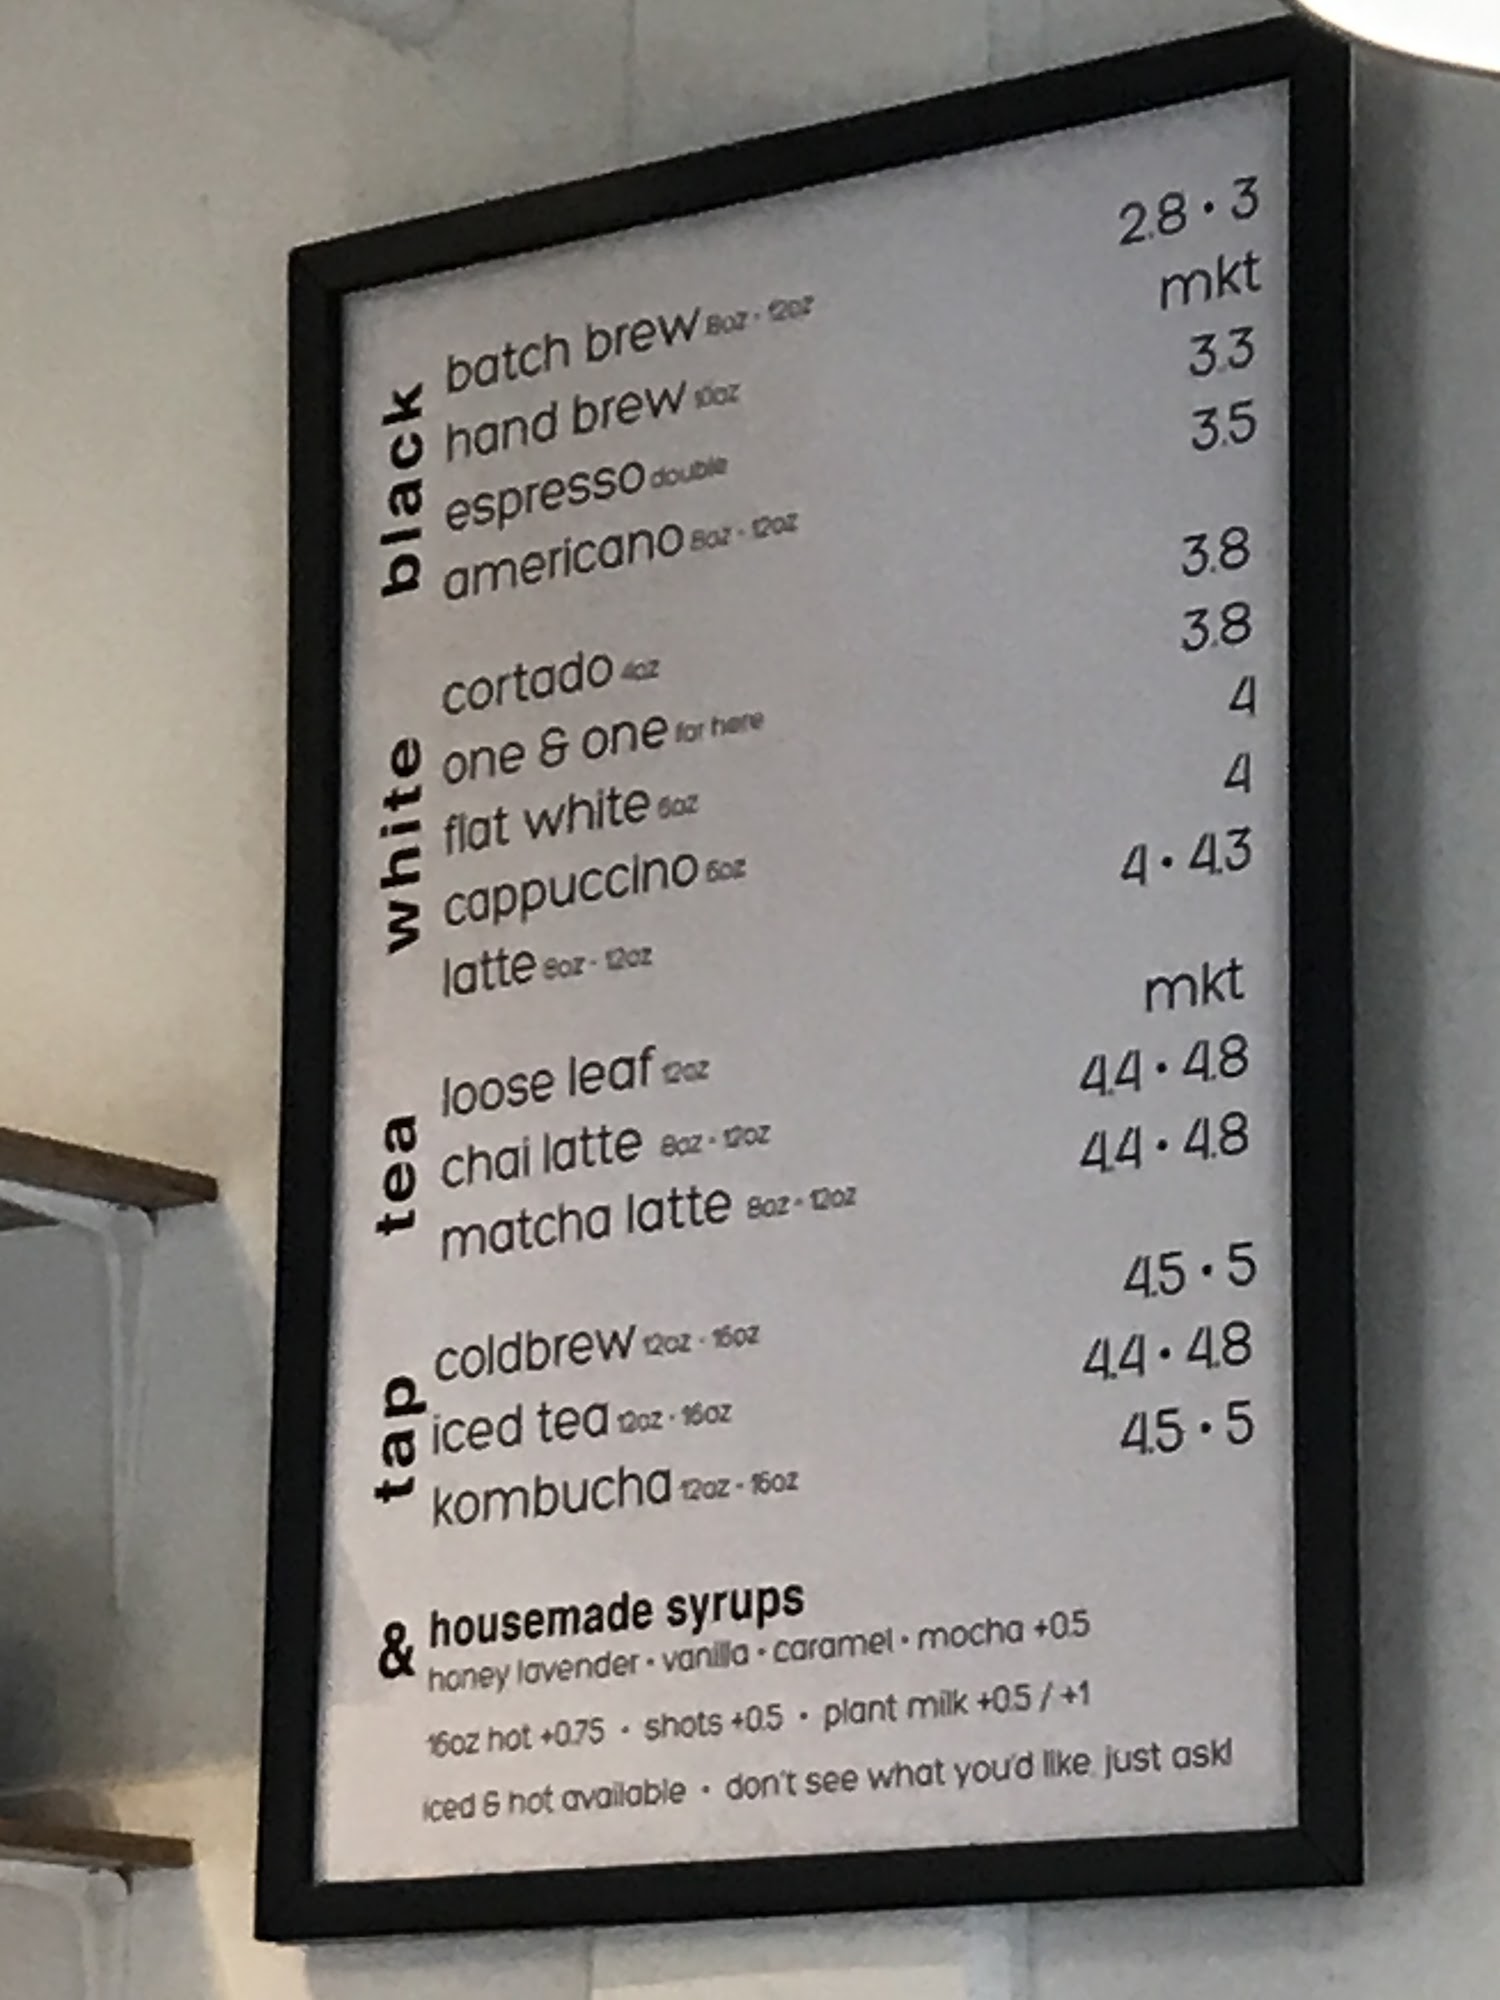 black
batch brew 8oz · 12oz 2.8 · 3
hand brew 10oz mkt
espresso double 3.3
americano 8oz · 12oz 3.5
white
cortado 4oz 3.8
one & one for here 3.8
flat white 6oz 4
cappuccino 6oz 4
latte 8oz · 12oz 4 · 4.3
tea
loose leaf 12oz mkt
chai latte 8oz · 12oz 4.4 · 4.8
matcha latte 8oz · 12oz 4.4 · 4.8
tap
coldbrew 12oz · 16oz 4.5 · 5
iced tea 12oz · 16oz 4.4 · 4.8
kombucha 12oz · 16oz 4.5 · 5
& housemade syrups
honey lavender · vanilla · caramel · mocha +0.5
16oz hot +0.75 · shots +0.5 · plant milk +0.5 / +1
iced & hot available · don't see what you'd like, just ask!